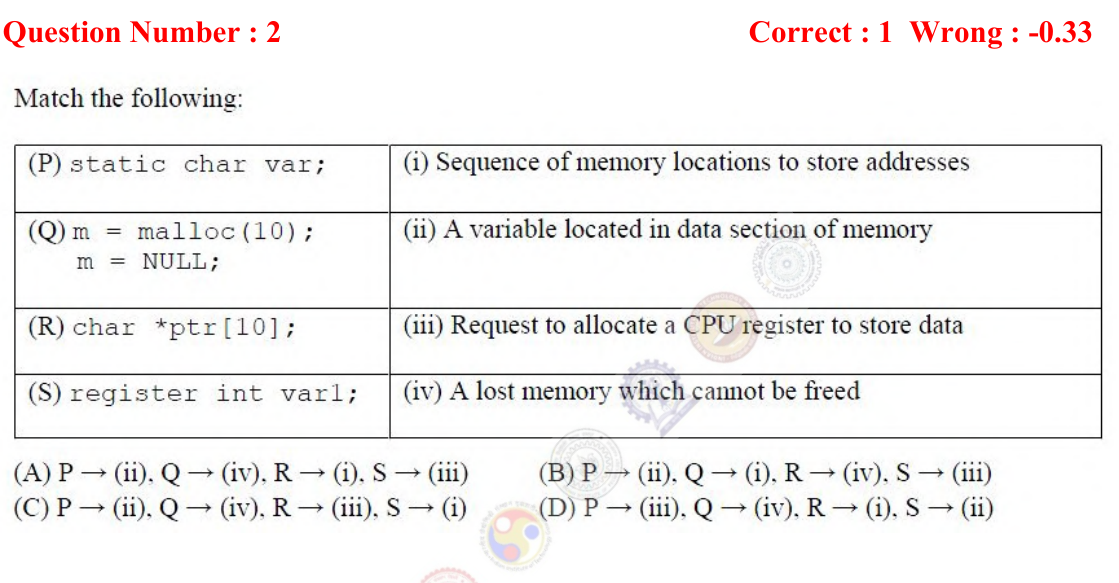 Question Number : 2 Correct : 1 Wrong : -0.33
Match the following:
(P) static char var; (i) Sequence of memory locations to store addresses
(Q) m = malloc(10); (ii) A variable located in data section of memory
m = NULL;
(R) char *ptr[10]; (iii) Request to allocate a CPU register to store data
(S) register int var1; (iv) A lost memory which cannot be freed
(A) P → (ii), Q → (iv), R → (i), S → (iii) (B) P → (ii), Q → (i), R → (iv), S → (iii)
(C) P → (ii), Q → (iv), R → (iii), S → (i) (D) P → (iii), Q → (iv), R → (i), S → (ii)